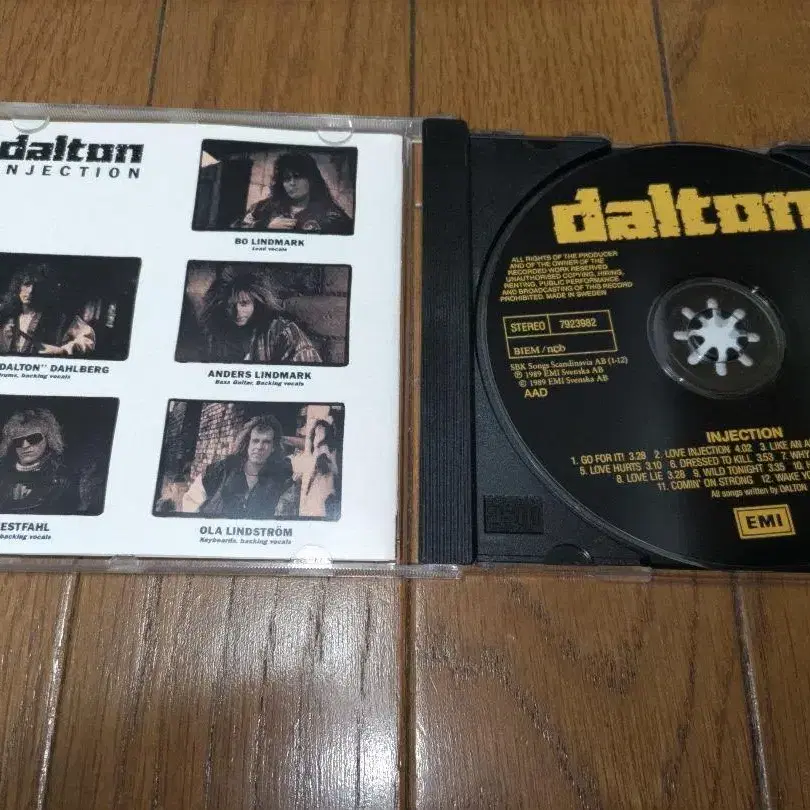 dalton
NJECTION
BO LINDMARK
Lead vocals
DALTON" DAHLBERG
rums, backing vocals
ANDERS LINDMARK
Bass Guitar, Backing vocals
ESTFAHL
backing vocals
OLA LINDSTRÖM
Keyboards, backing vocals
dalton
ALL RIGHTS OF THE PRODUCER
AND OF THE OWNER OF THE
RECORDED WORK RESERVED
UNAUTHORISED COPYING, HIRING,
RENTING, PUBLIC PERFORMANCE
AND BROADCASTING OF THIS RECORD
PROHIBITED. MADE IN SWEDEN
STEREO 7923982
BIEM / ncb
SBK Songs Scandinavia AB (1-12)
℗ 1989 EMI Svenska AB
© 1989 EMI Svenska AB
AAD
INJECTION
1. GO FOR IT! 3.28 2. LOVE INJECTION 4.02 3. LIKE AN
5. LOVE HURTS 3.10 6. DRESSED TO KILL 3.53 7. WHY
8. LOVE LIE 3.28 9. WILD TONIGHT 3.35 10.
11. COMIN' ON STRONG 12. WAKE YO
All songs written by DALTON
EMI